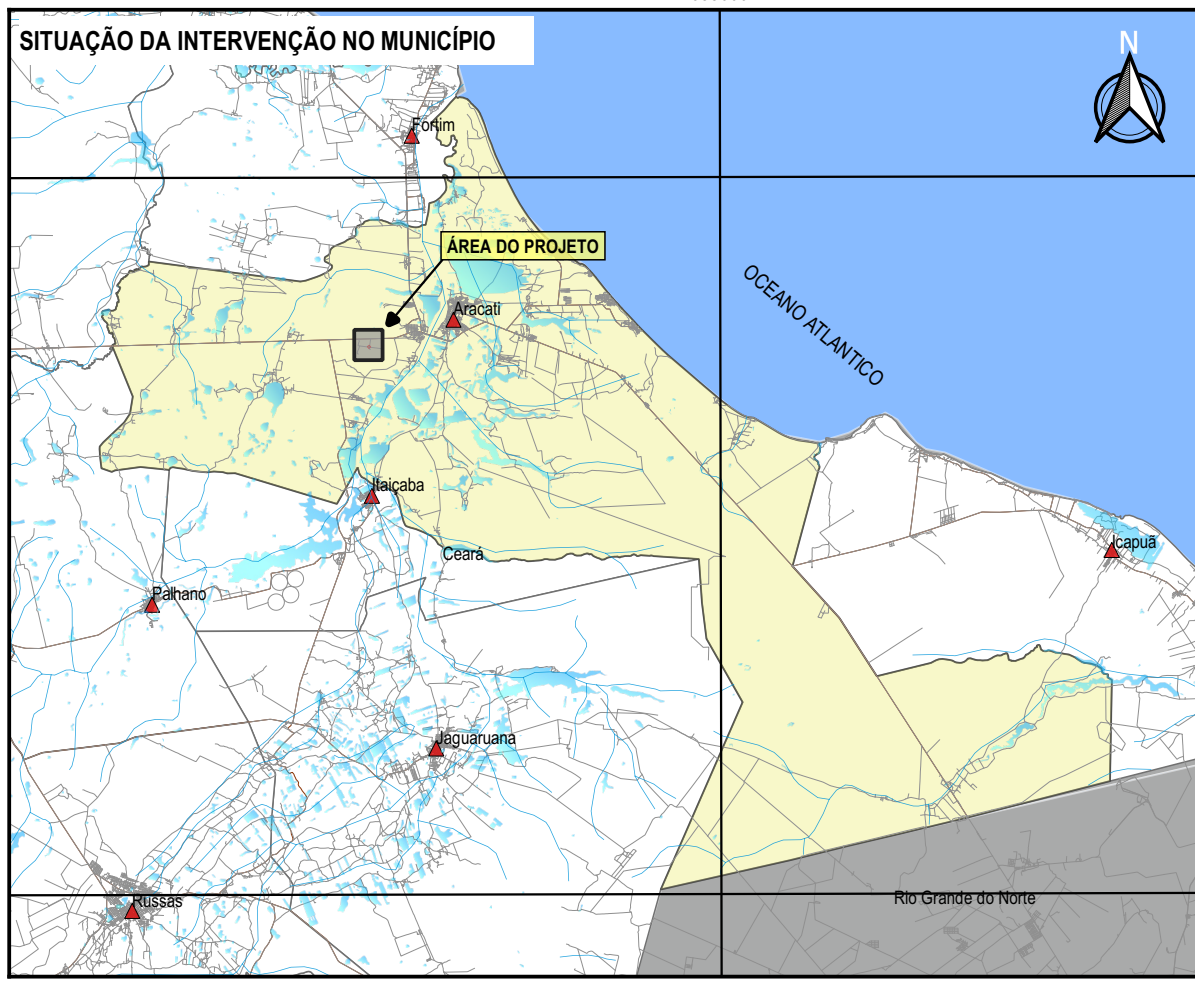 SITUAÇÃO DA INTERVENÇÃO NO MUNICÍPIO
N
Fortim
ÁREA DO PROJETO
OCEANO ATLANTICO
Aracati
Itaiçaba
Icapuã
Ceará
Palhano
Jaguaruana
Rio Grande do Norte
Russas